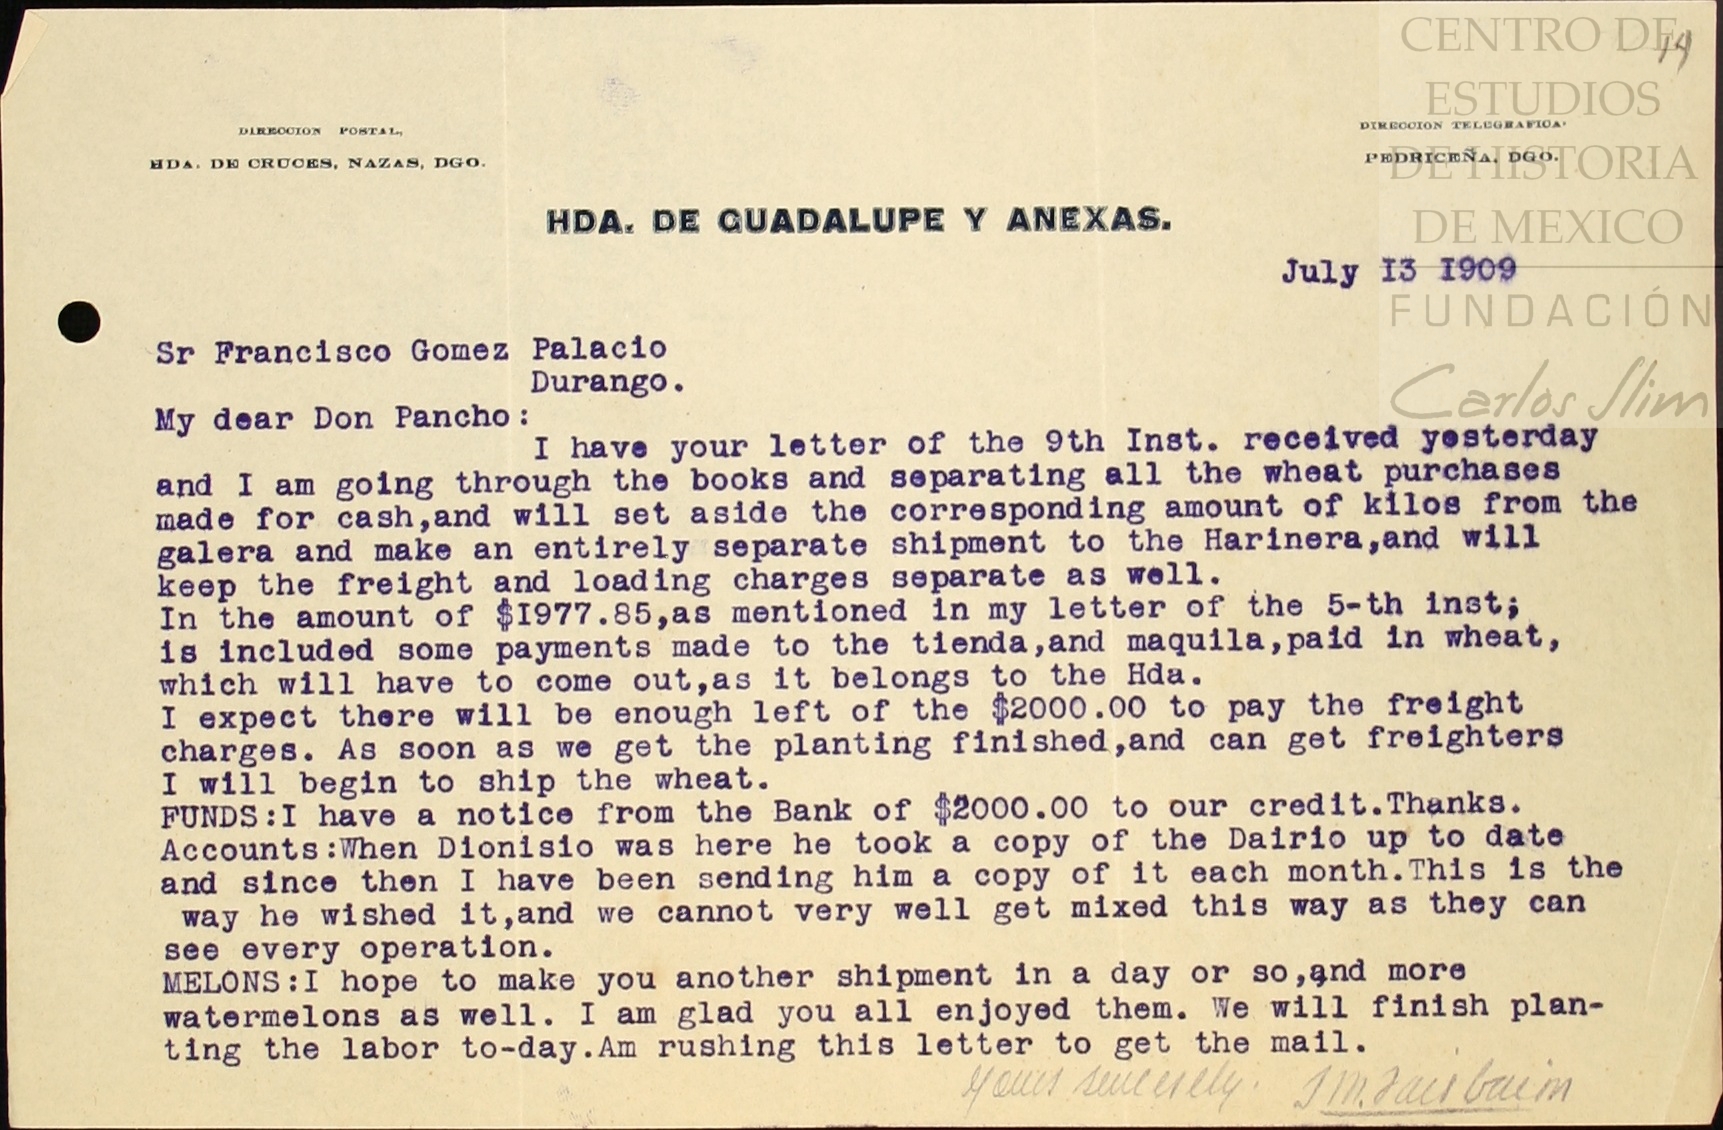 CENTRO DE
ESTUDIOS
DE HISTORIA
DE MEXICO
FUNDACIÓN
Carlos Slim
14
DIRECCION POSTAL,
HDA. DE CRUCES, NAZAS, DGO.
DIRECCION TELEGRAFICA.
PEDRICEÑA, DGO.
HDA. DE GUADALUPE Y ANEXAS.
July I3 I909
Sr Francisco Gomez Palacio
Durango.
My dear Don Pancho:
I have your letter of the 9th Inst. received yesterday
and I am going through the books and separating all the wheat purchases
made for cash,and will set aside the corresponding amount of kilos from the
galera and make an entirely separate shipment to the Harinera,and will
keep the freight and loading charges separate as well.
In the amount of $I977.85,as mentioned in my letter of the 5-th inst;
is included some payments made to the tienda,and maquila,paid in wheat,
which will have to come out,as it belongs to the Hda.
I expect there will be enough left of the $2000.00 to pay the freight
charges. As soon as we get the planting finished,and can get freighters
I will begin to ship the wheat.
FUNDS:I have a notice from the Bank of $2000.00 to our credit.Thanks.
Accounts:When Dionisio was here he took a copy of the Dairio up to date
and since then I have been sending him a copy of it each month.This is the
way he wished it,and we cannot very well get mixed this way as they can
see every operation.
MELONS:I hope to make you another shipment in a day or so,and more
watermelons as well. I am glad you all enjoyed them. We will finish plan-
ting the labor to-day.Am rushing this letter to get the mail.
Yours sincerely.